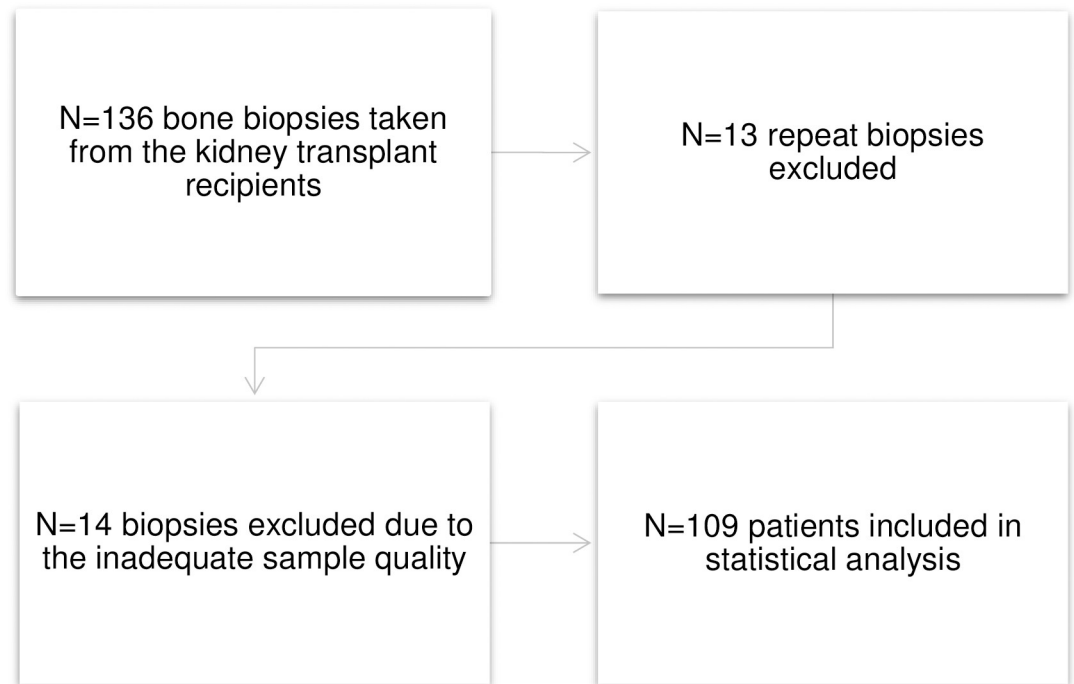 N=136 bone biopsies taken
from the kidney transplant
recipients
N=13 repeat biopsies
excluded
N=14 biopsies excluded due to
the inadequate sample quality
N=109 patients included in
statistical analysis